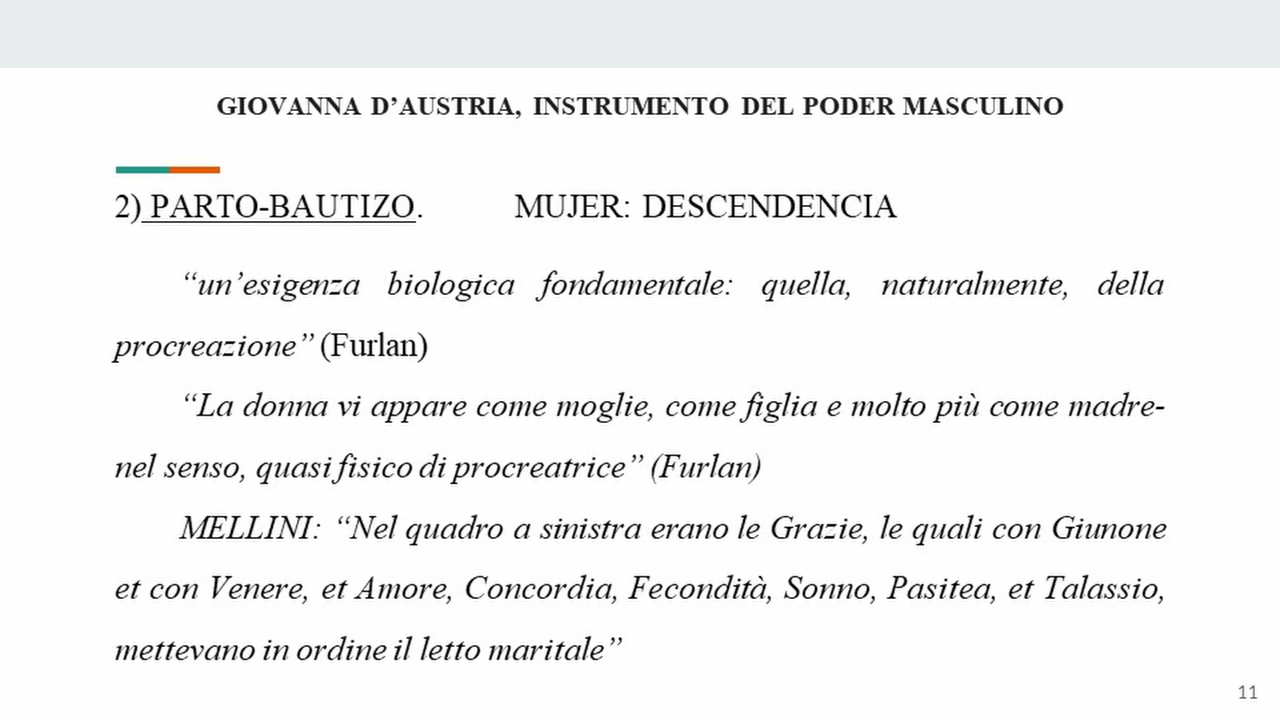 GIOVANNA D’AUSTRIA, INSTRUMENTO DEL PODER MASCULINO
2) PARTO-BAUTIZO. MUJER: DESCENDENCIA
“un’esigenza biologica fondamentale: quella, naturalmente, della
procreazione” (Furlan)
“La donna vi appare come moglie, come figlia e molto più come madre-
nel senso, quasi fisico di procreatrice” (Furlan)
MELLINI: “Nel quadro a sinistra erano le Grazie, le quali con Giunone
et con Venere, et Amore, Concordia, Fecondità, Sonno, Pasitea, et Talassio,
mettevano in ordine il letto maritale”
11